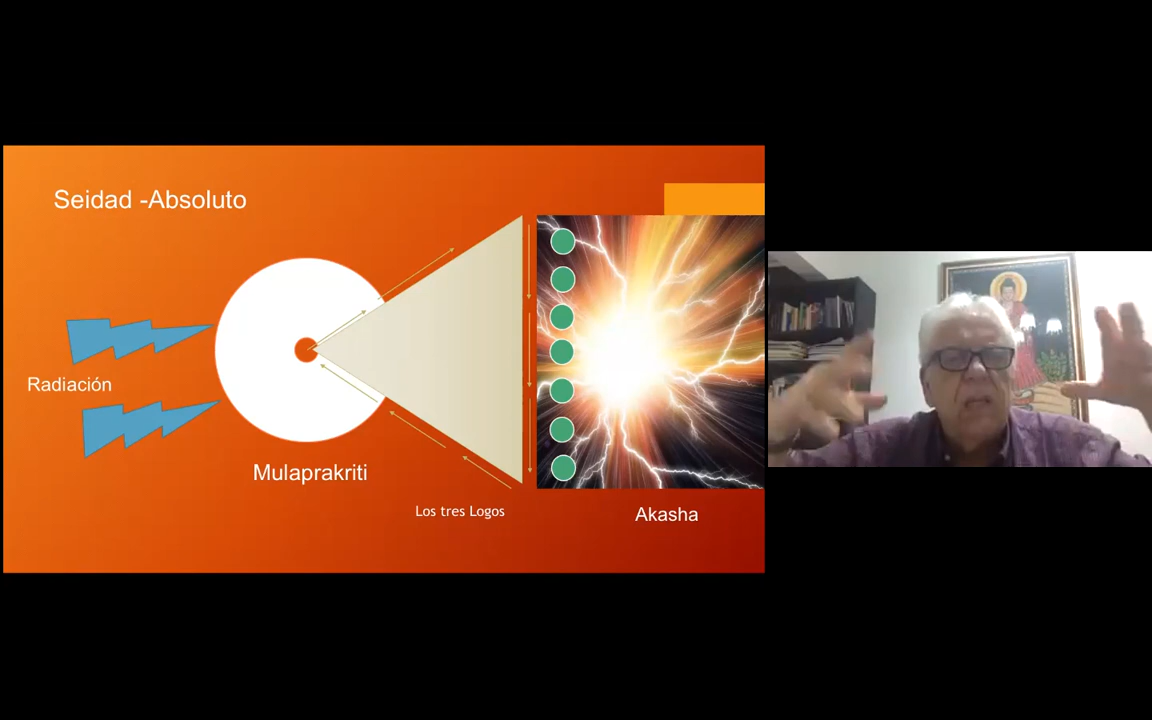 Seidad -Absoluto
Radiación
Mulaprakriti
Los tres Logos
Akasha